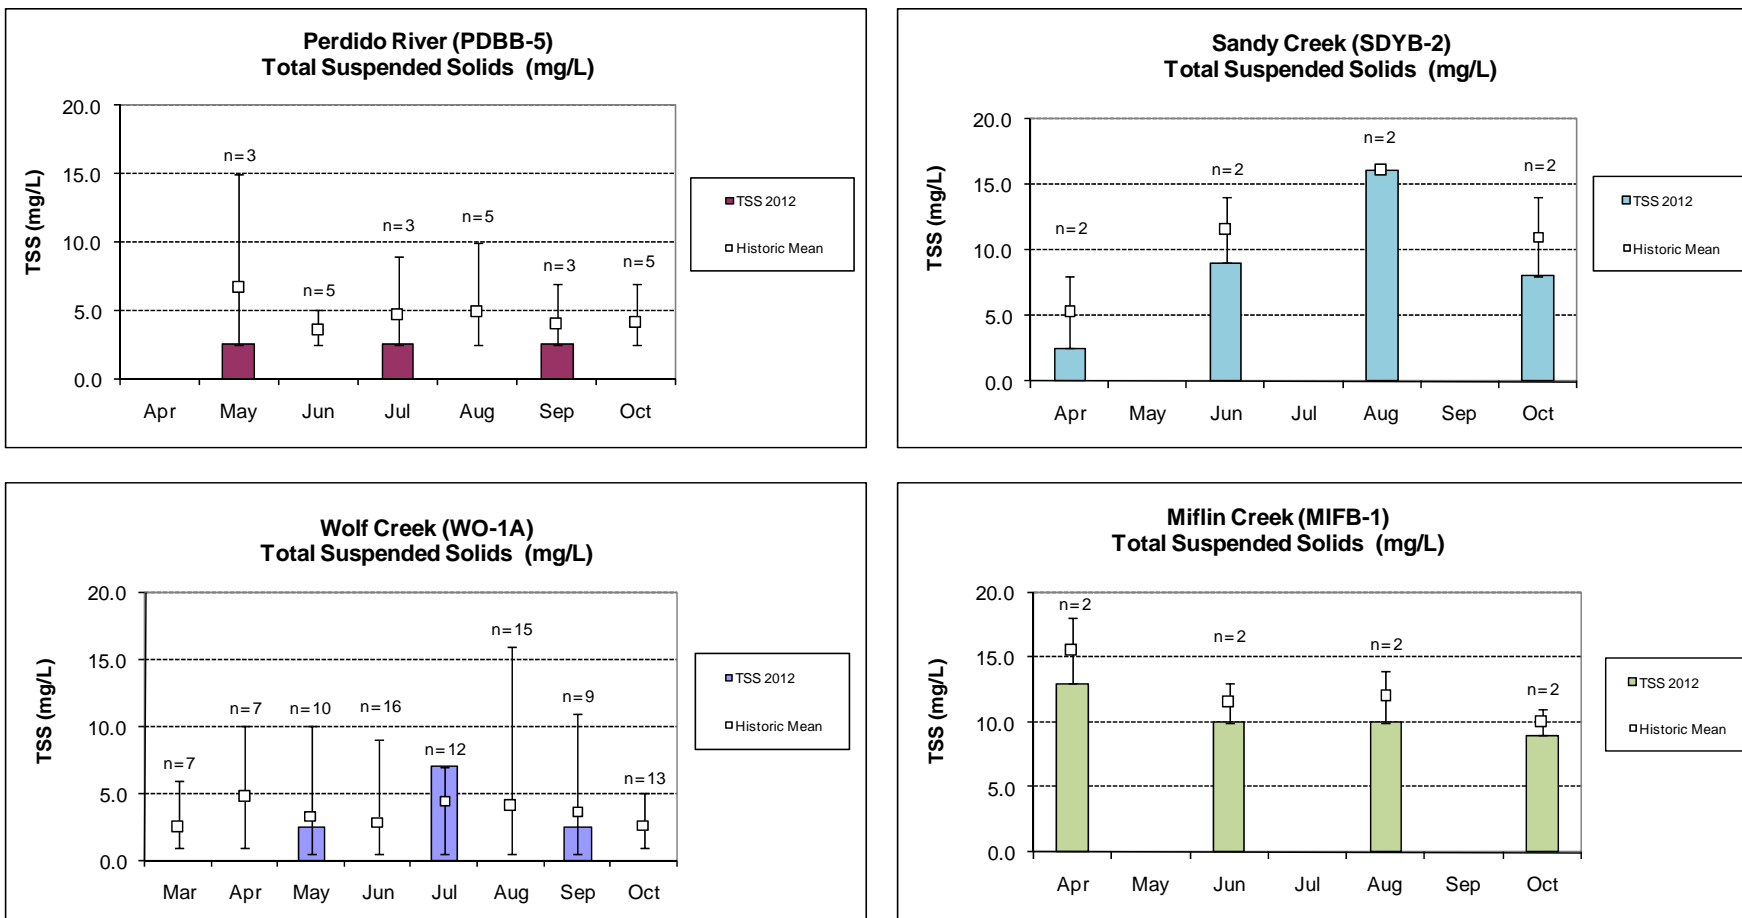 Perdido River (PDBB-5)
Total Suspended Solids (mg/L)
TSS (mg/L)
20.0
15.0
10.0
5.0
0.0
n=3
n=5
n=3
n=5
n=3
n=5
Apr May Jun Jul Aug Sep Oct
TSS 2012
Historic Mean
Sandy Creek (SDYB-2)
Total Suspended Solids (mg/L)
TSS (mg/L)
20.0
15.0
10.0
5.0
0.0
n=2
n=2
n=2
n=2
Apr May Jun Jul Aug Sep Oct
TSS 2012
Historic Mean
Wolf Creek (WO-1A)
Total Suspended Solids (mg/L)
TSS (mg/L)
20.0
15.0
10.0
5.0
0.0
n=7
n=7
n=10
n=16
n=12
n=15
n=9
n=13
Mar Apr May Jun Jul Aug Sep Oct
TSS 2012
Historic Mean
Miflin Creek (MIFB-1)
Total Suspended Solids (mg/L)
TSS (mg/L)
20.0
15.0
10.0
5.0
0.0
n=2
n=2
n=2
n=2
Apr May Jun Jul Aug Sep Oct
TSS 2012
Historic Mean